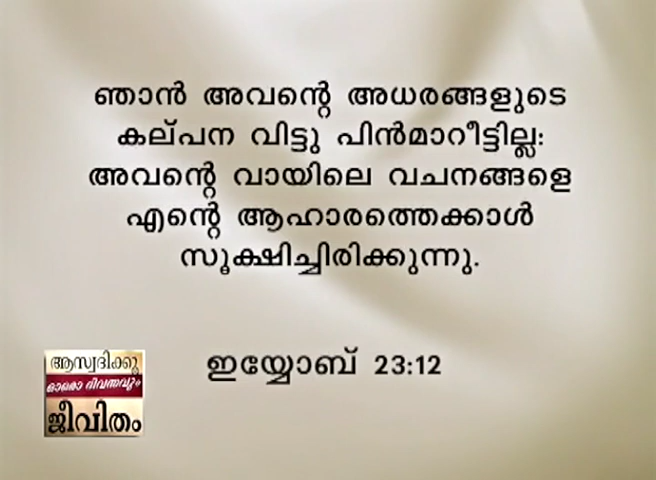 ഞാൻ അവന്റെ അധരങ്ങളുടെ
കല്പന വിട്ടു പിൻമാറീട്ടില്ല:
അവന്റെ വായിലെ വചനങ്ങളെ
എന്റെ ആഹാരത്തെക്കാൾ
സൂക്ഷിച്ചിരിക്കുന്നു.
ഇയ്യോബ് 23:12
ആസ്വദിക്കൂ
ഓരോ ദിവസവും
ജീവിതം